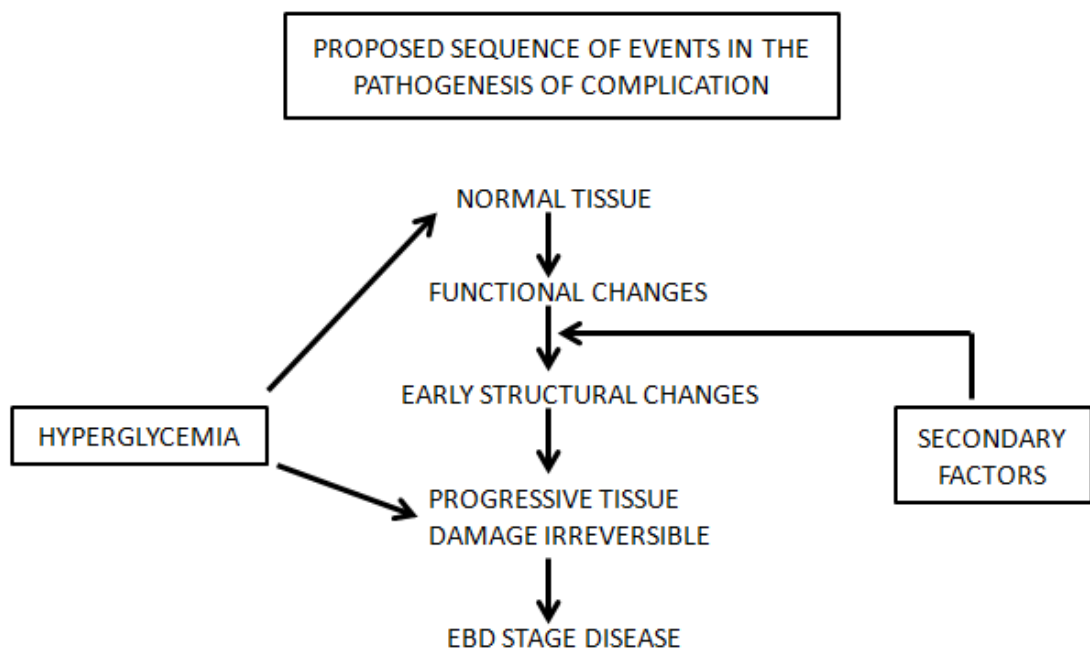 PROPOSED SEQUENCE OF EVENTS IN THE
PATHOGENESIS OF COMPLICATION
NORMAL TISSUE
FUNCTIONAL CHANGES
EARLY STRUCTURAL CHANGES
HYPERGLYCEMIA
SECONDARY
FACTORS
PROGRESSIVE TISSUE
DAMAGE IRREVERSIBLE
EBD STAGE DISEASE